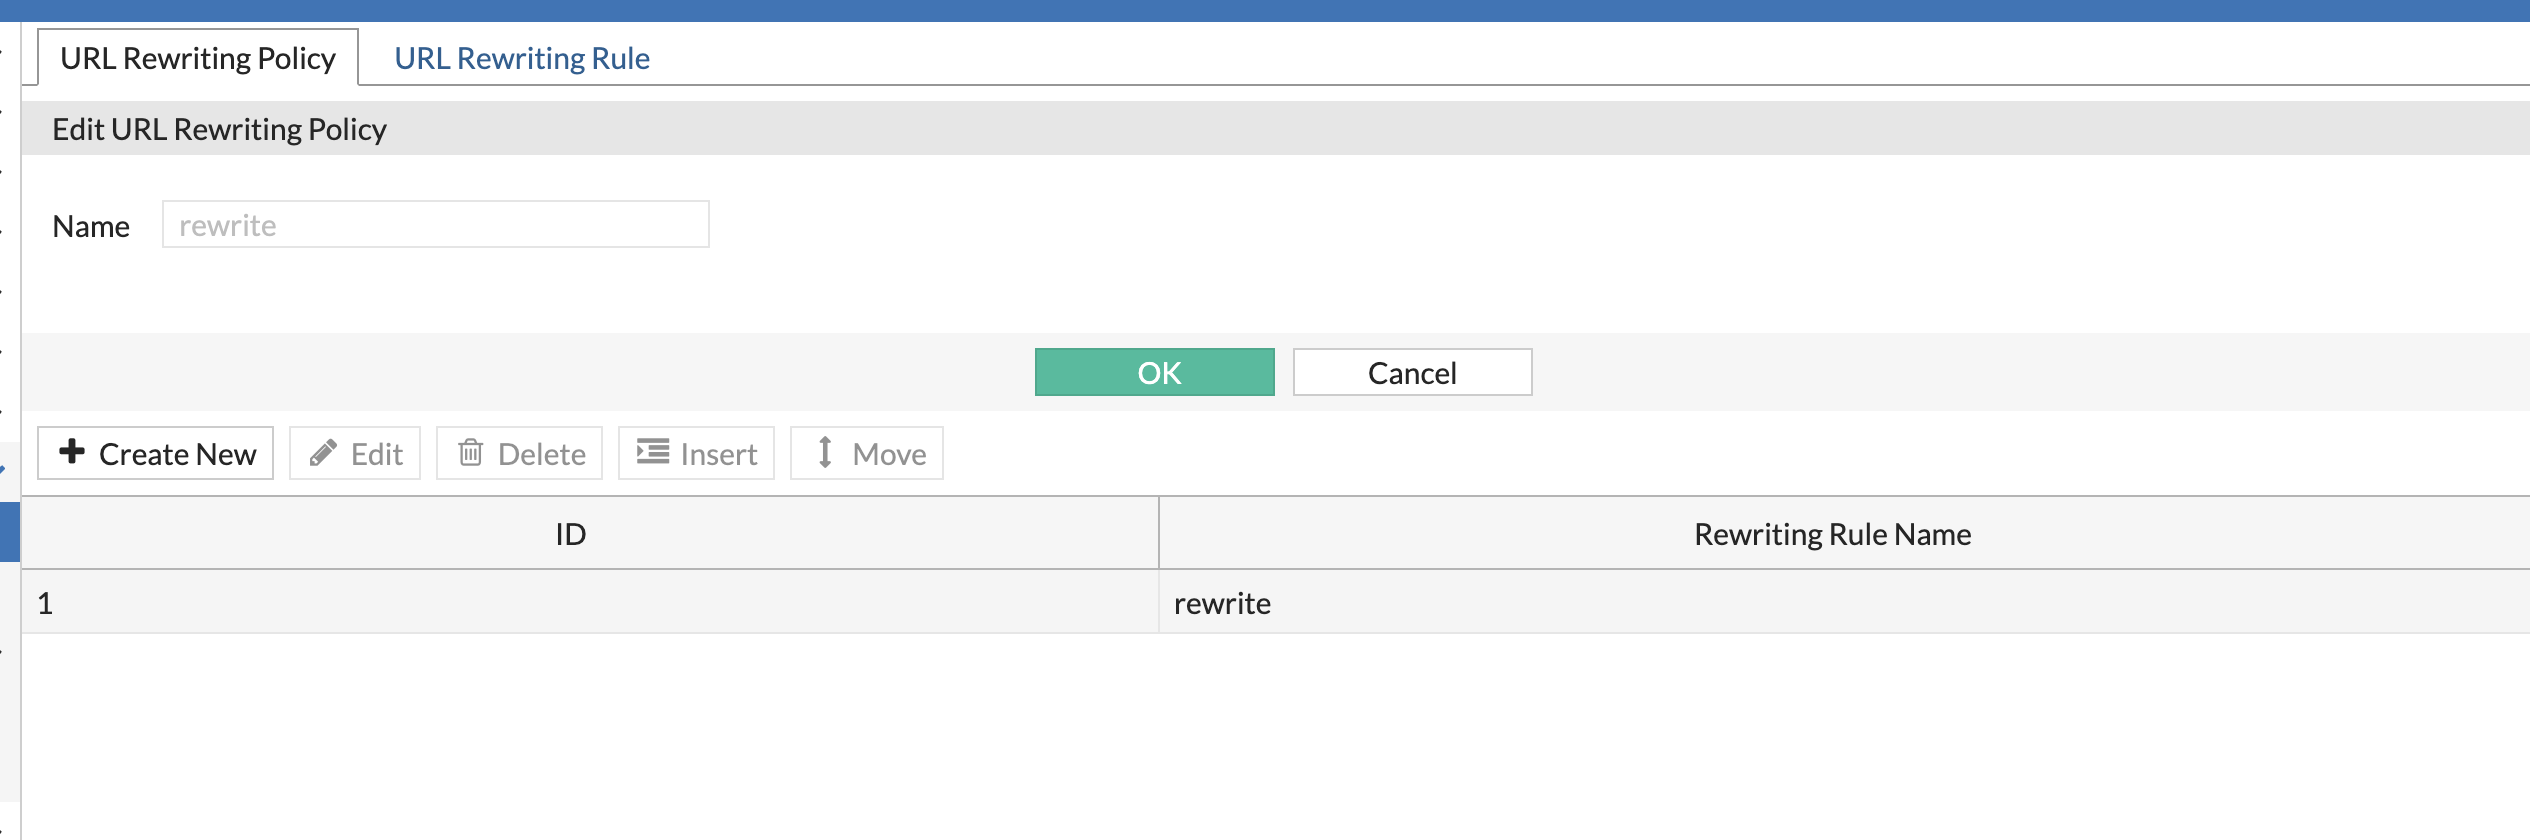 URL Rewriting Policy URL Rewriting Rule
Edit URL Rewriting Policy
Name rewrite
OK Cancel
Create New Edit Delete Insert Move
ID Rewriting Rule Name
1 rewrite